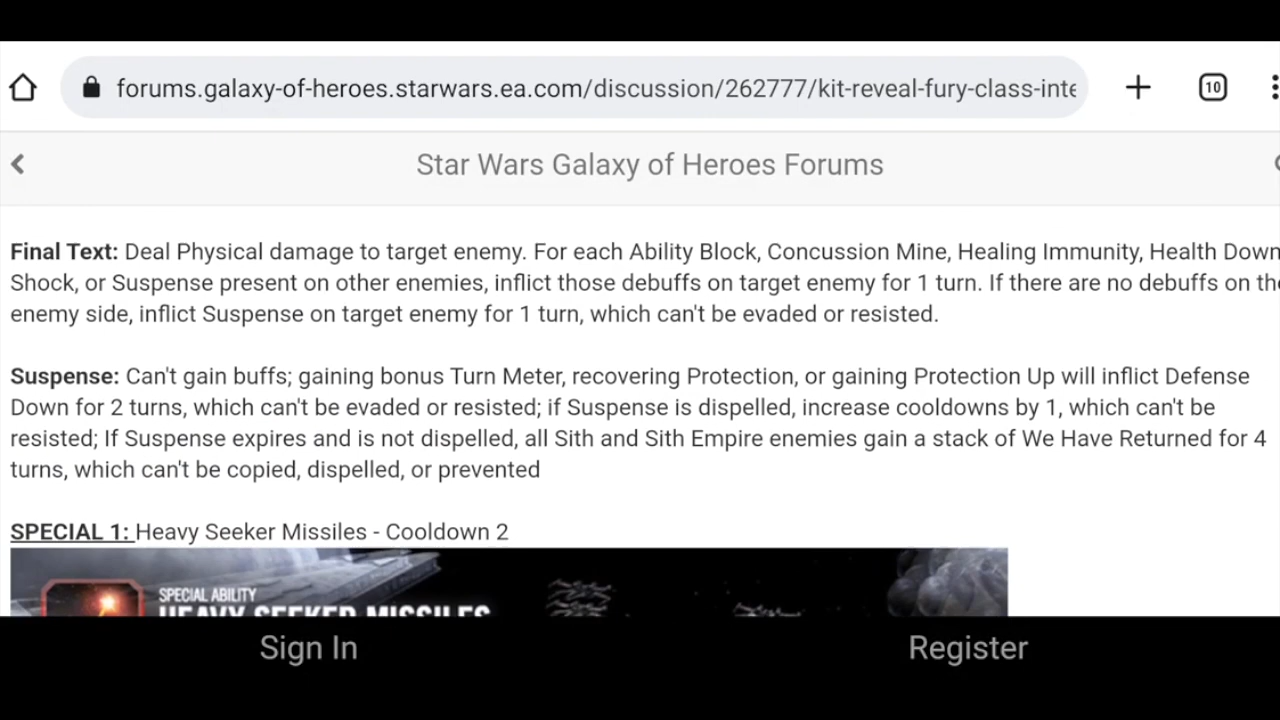 forums.galaxy-of-heroes.starwars.ea.com/discussion/262777/kit-reveal-fury-class-inte
10
Star Wars Galaxy of Heroes Forums
Final Text: Deal Physical damage to target enemy. For each Ability Block, Concussion Mine, Healing Immunity, Health Down
Shock, or Suspense present on other enemies, inflict those debuffs on target enemy for 1 turn. If there are no debuffs on the
enemy side, inflict Suspense on target enemy for 1 turn, which can't be evaded or resisted.
Suspense: Can't gain buffs; gaining bonus Turn Meter, recovering Protection, or gaining Protection Up will inflict Defense
Down for 2 turns, which can't be evaded or resisted; if Suspense is dispelled, increase cooldowns by 1, which can't be
resisted; If Suspense expires and is not dispelled, all Sith and Sith Empire enemies gain a stack of We Have Returned for 4
turns, which can't be copied, dispelled, or prevented
SPECIAL 1: Heavy Seeker Missiles - Cooldown 2
SPECIAL ABILITY
HEAVY SEEKER MISSILES
Sign In
Register